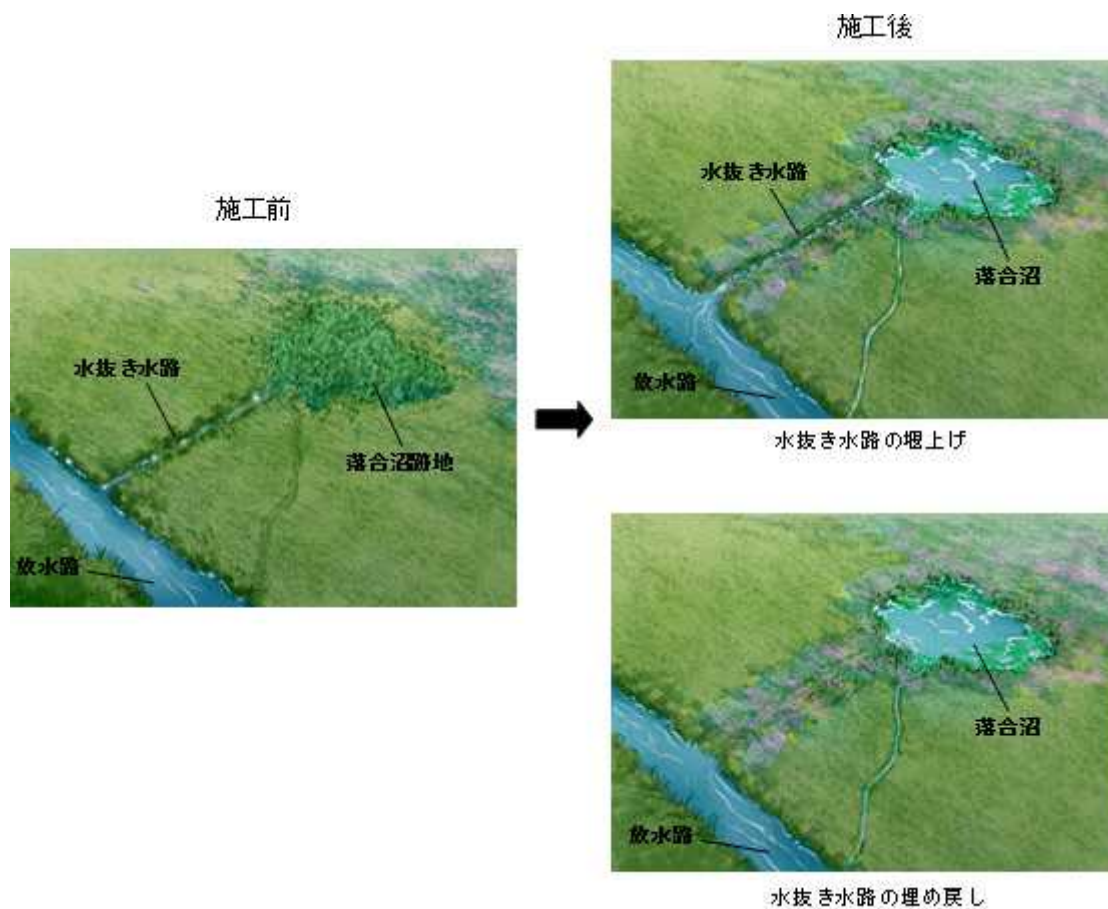 施工前
水抜き水路
落合沼跡地
放水路
施工後
水抜き水路
落合沼
放水路
水抜き水路の堰上げ
落合沼
放水路
水抜き水路の埋め戻し